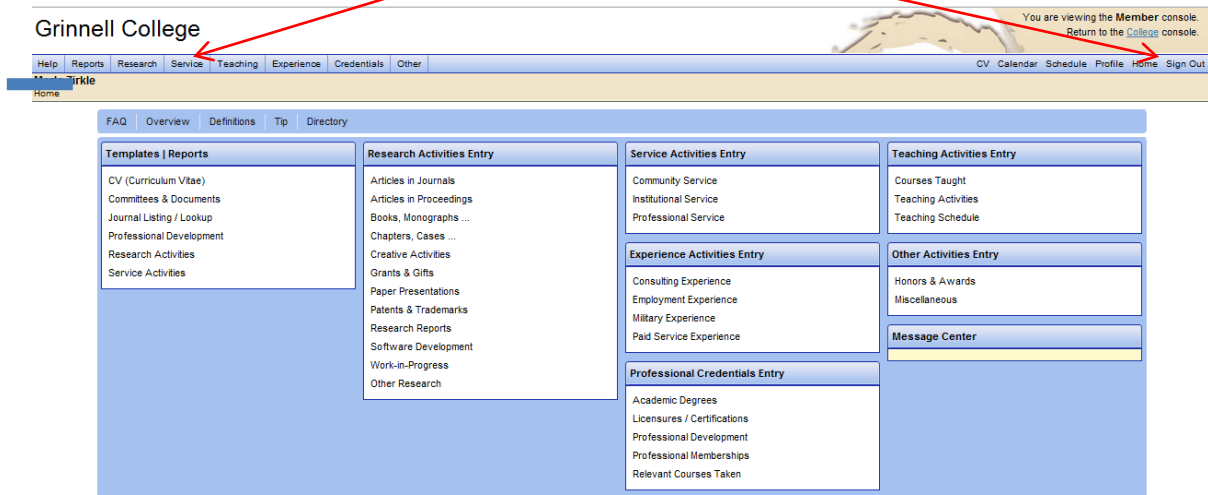 Grinnell College
You are viewing the Member console.
Return to the College console.
Help Reports Research Service Teaching Experience Credentials Other
CV Calendar Schedule Profile Home Sign Out
Zirkle
Home
FAQ Overview Definitions Tip Directory
Templates | Reports
CV (Curriculum Vitae)
Committees & Documents
Journal Listing / Lookup
Professional Development
Research Activities
Service Activities
Research Activities Entry
Articles in Journals
Articles in Proceedings
Books, Monographs ...
Chapters, Cases ...
Creative Activities
Grants & Gifts
Paper Presentations
Patents & Trademarks
Research Reports
Software Development
Work-in-Progress
Other Research
Service Activities Entry
Community Service
Institutional Service
Professional Service
Experience Activities Entry
Consulting Experience
Employment Experience
Military Experience
Paid Service Experience
Professional Credentials Entry
Academic Degrees
Licensures / Certifications
Professional Development
Professional Memberships
Relevant Courses Taken
Teaching Activities Entry
Courses Taught
Teaching Activities
Teaching Schedule
Other Activities Entry
Honors & Awards
Miscellaneous
Message Center